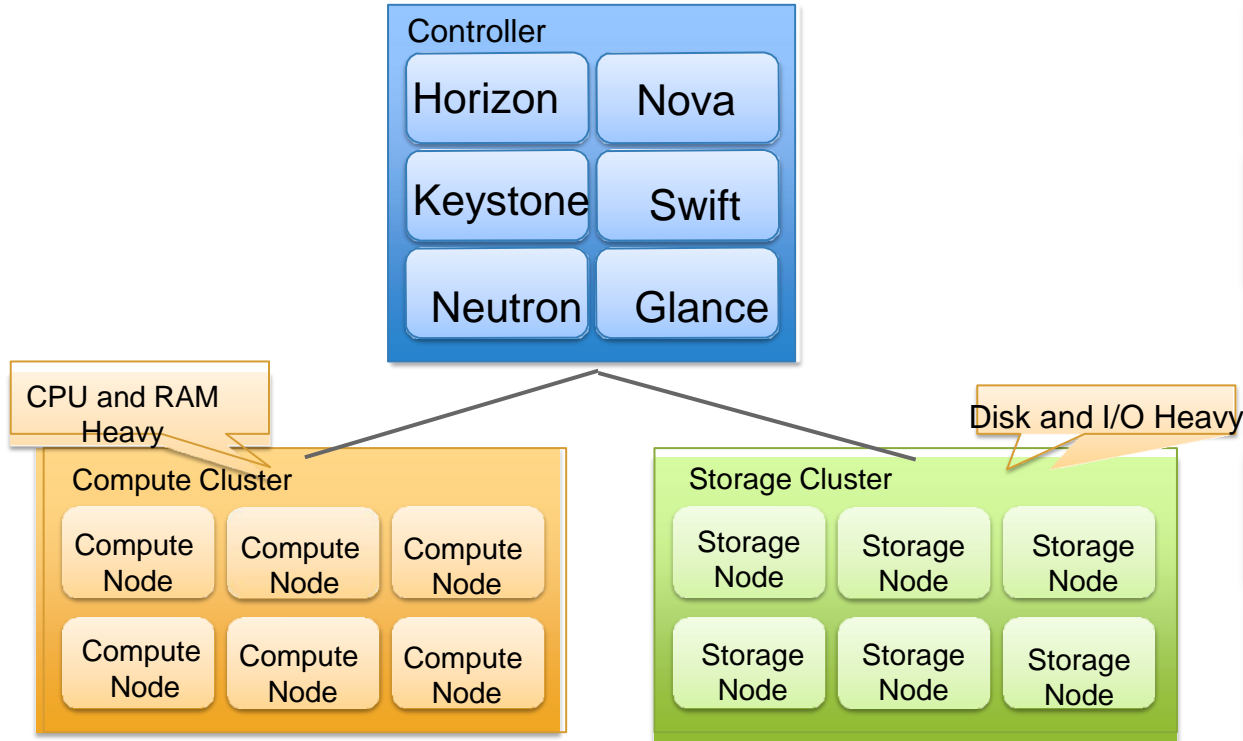 Controller
Horizon
Nova
Keystone
Swift
Neutron
Glance
CPU and RAM
Heavy
Disk and I/O Heavy
Compute Cluster
Compute
Node
Compute
Node
Compute
Node
Compute
Node
Compute
Node
Compute
Node
Storage Cluster
Storage
Node
Storage
Node
Storage
Node
Storage
Node
Storage
Node
Storage
Node